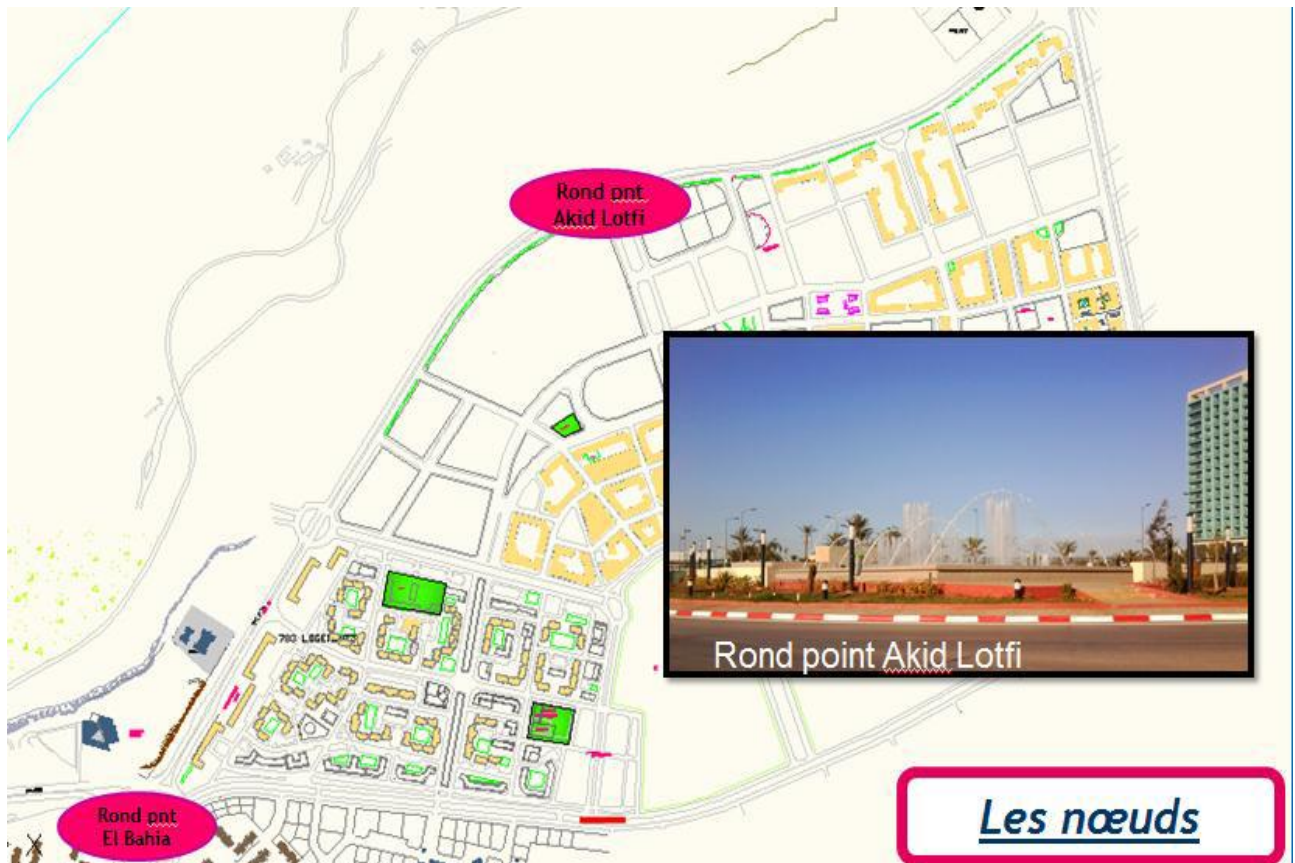 Rond pnt
Akid Lotfi
Rond point Akid Lotfi
Rond pnt
El Bahia
Les nœuds